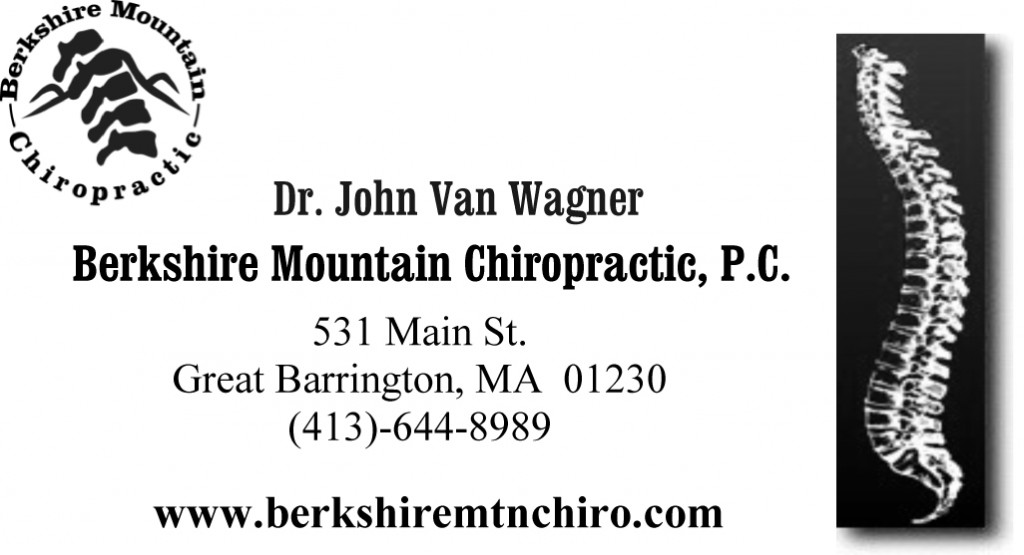 Berkshire Mountain
Chiropractic
Dr. John Van Wagner
Berkshire Mountain Chiropractic, P.C.
531 Main St.
Great Barrington, MA  01230
(413)-644-8989
www.berkshiremtnchiro.com